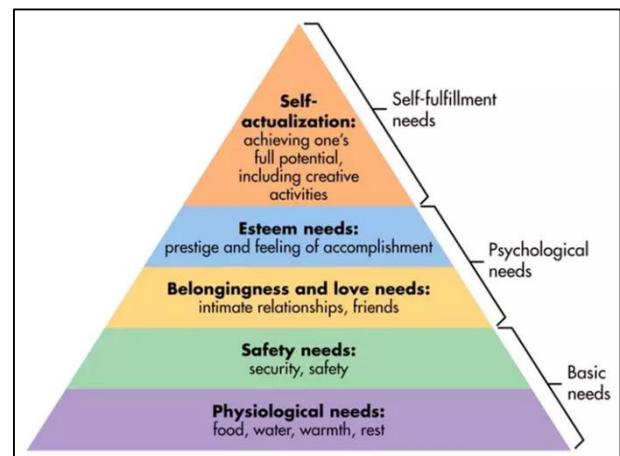 Self-
actualization:
achieving one's
full potential,
including creative
activities
Self-fulfillment
needs
Esteem needs:
prestige and feeling of accomplishment
Psychological
needs
Belongingness and love needs:
intimate relationships, friends
Safety needs:
security, safety
Basic
needs
Physiological needs:
food, water, warmth, rest